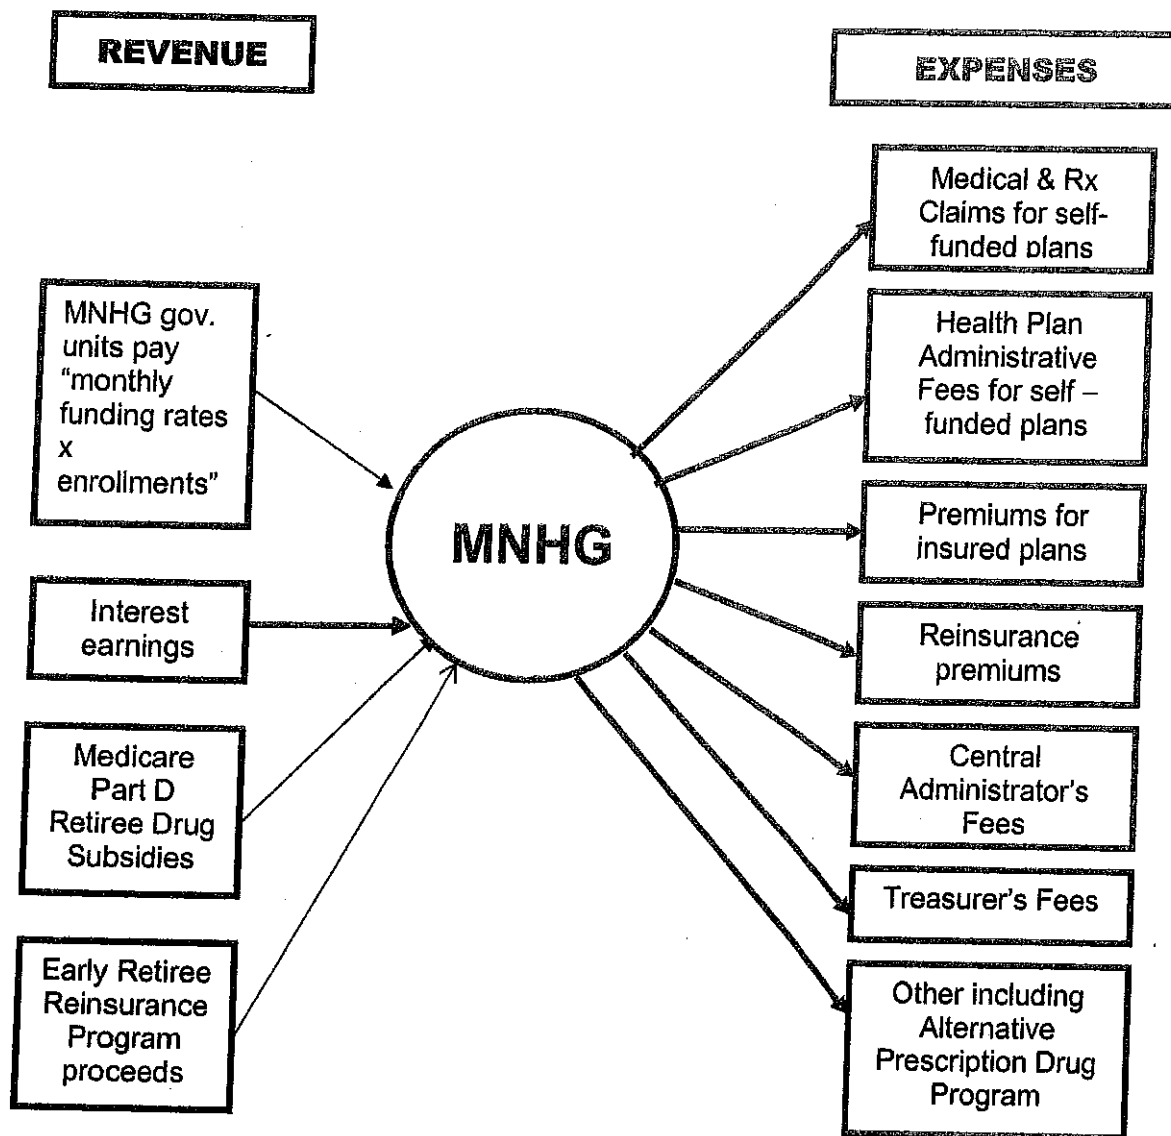 REVENUE
EXPENSES
MNHG gov.
units pay
“monthly
funding rates
x
enrollments”
Interest
earnings
Medicare
Part D
Retiree Drug
Subsidies
Early Retiree
Reinsurance
Program
proceeds
MNHG
Medical & Rx
Claims for self-
funded plans
Health Plan
Administrative
Fees for self –
funded plans
Premiums for
insured plans
Reinsurance
premiums
Central
Administrator's
Fees
Treasurer's Fees
Other including
Alternative
Prescription Drug
Program